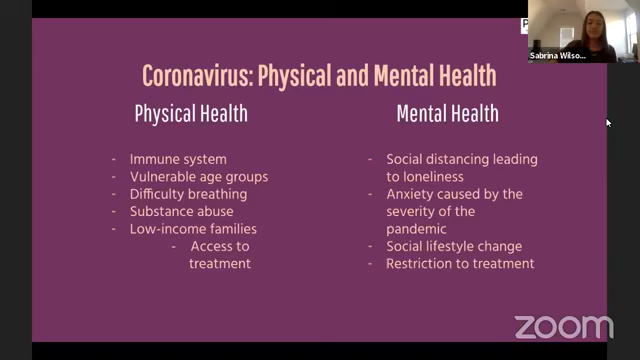 P
Sabrina Wilso...
Coronavirus: Physical and Mental Health
Physical Health
- Immune system
- Vulnerable age groups
- Difficulty breathing
- Substance abuse
- Low-income families
- Access to
treatment
Mental Health
- Social distancing leading
to loneliness
- Anxiety caused by the
severity of the
pandemic
- Social lifestyle change
- Restriction to treatment
zoom